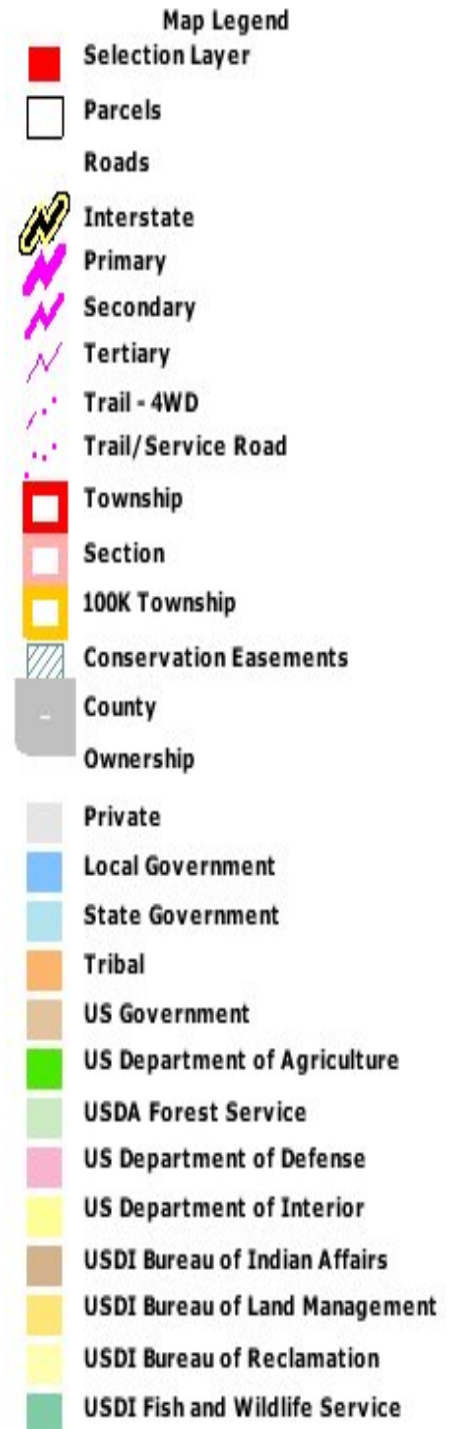 Map Legend
Selection Layer
Parcels
Roads
Interstate
Primary
Secondary
Tertiary
Trail - 4WD
Trail/Service Road
Township
Section
100K Township
Conservation Easements
County
Ownership
Private
Local Government
State Government
Tribal
US Government
US Department of Agriculture
USDA Forest Service
US Department of Defense
US Department of Interior
USDI Bureau of Indian Affairs
USDI Bureau of Land Management
USDI Bureau of Reclamation
USDI Fish and Wildlife Service